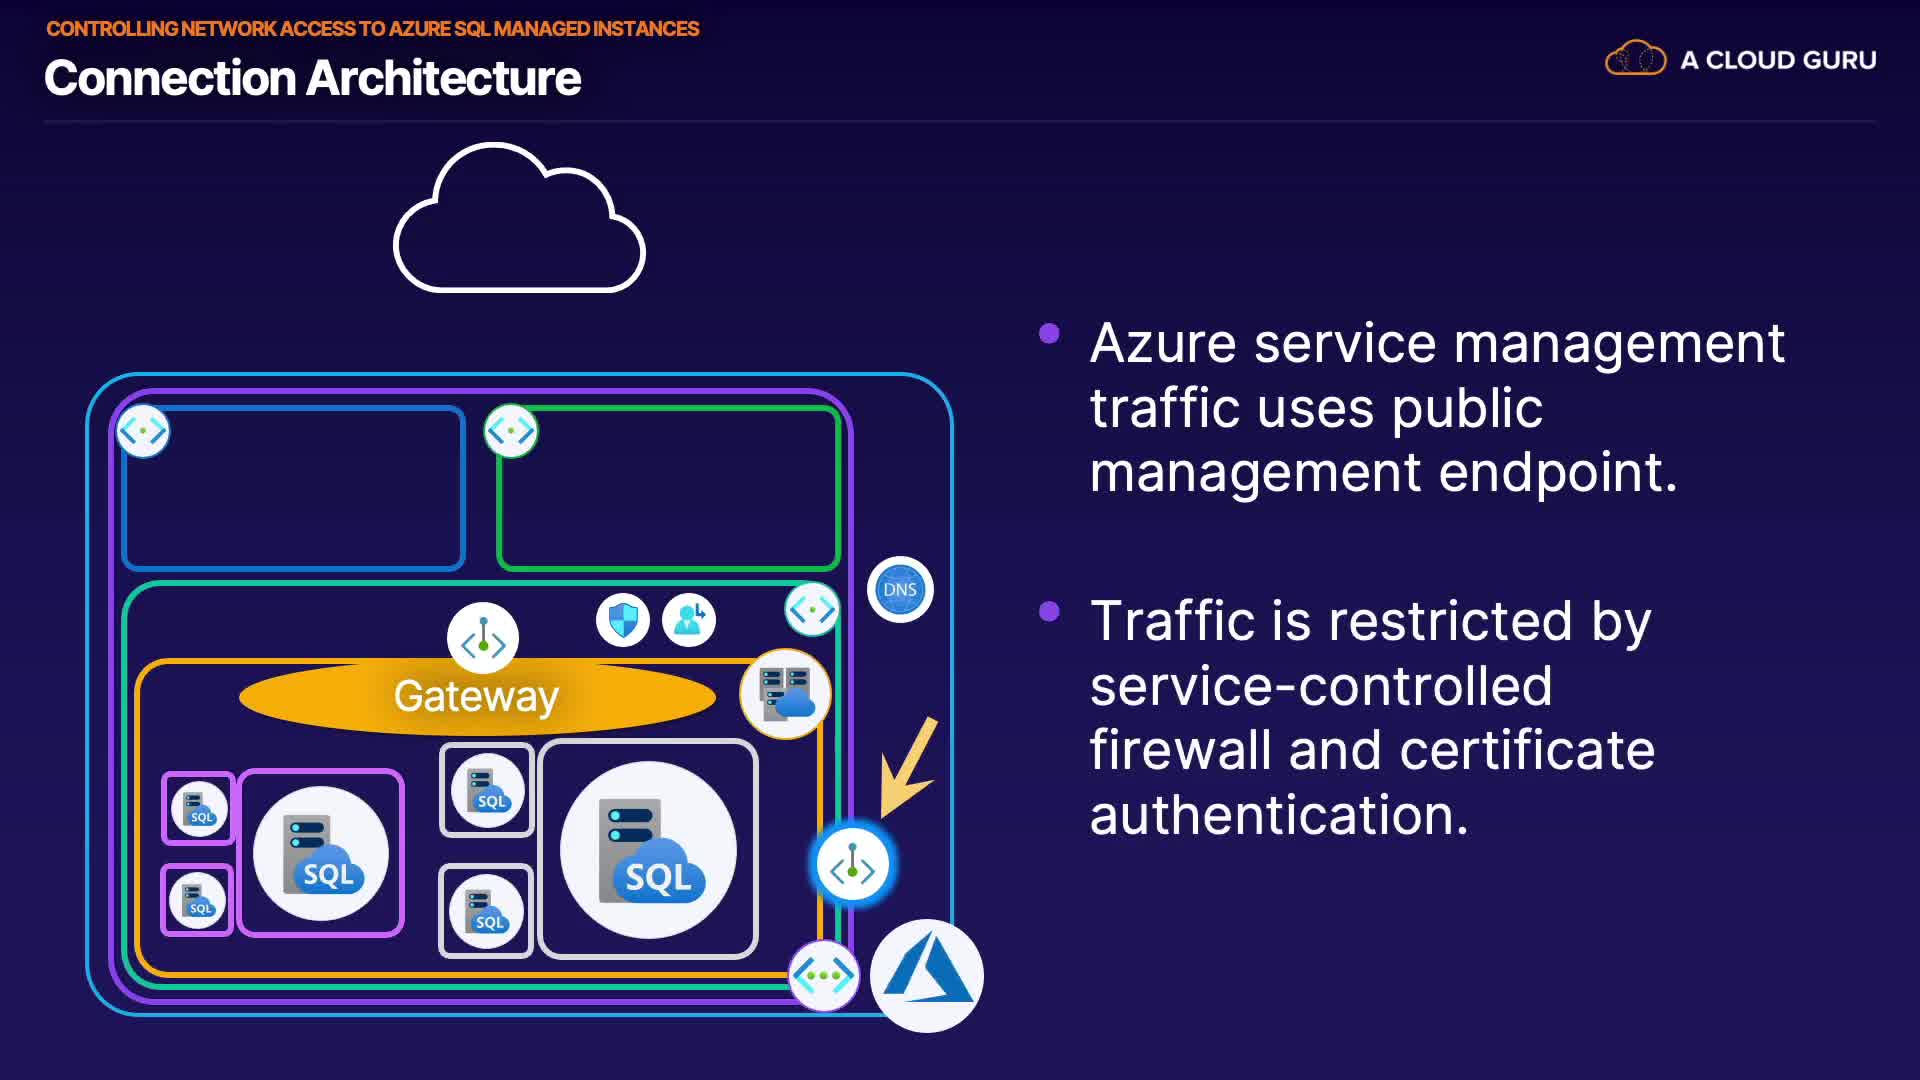 CONTROLLING NETWORK ACCESS TO AZURE SQL MANAGED INSTANCES
Connection Architecture
A CLOUD GURU
Azure service management
traffic uses public
management endpoint.
Traffic is restricted by
service-controlled
firewall and certificate
authentication.
DNS
Gateway
SQL
SQL
SQL
SQL
SQL
SQL